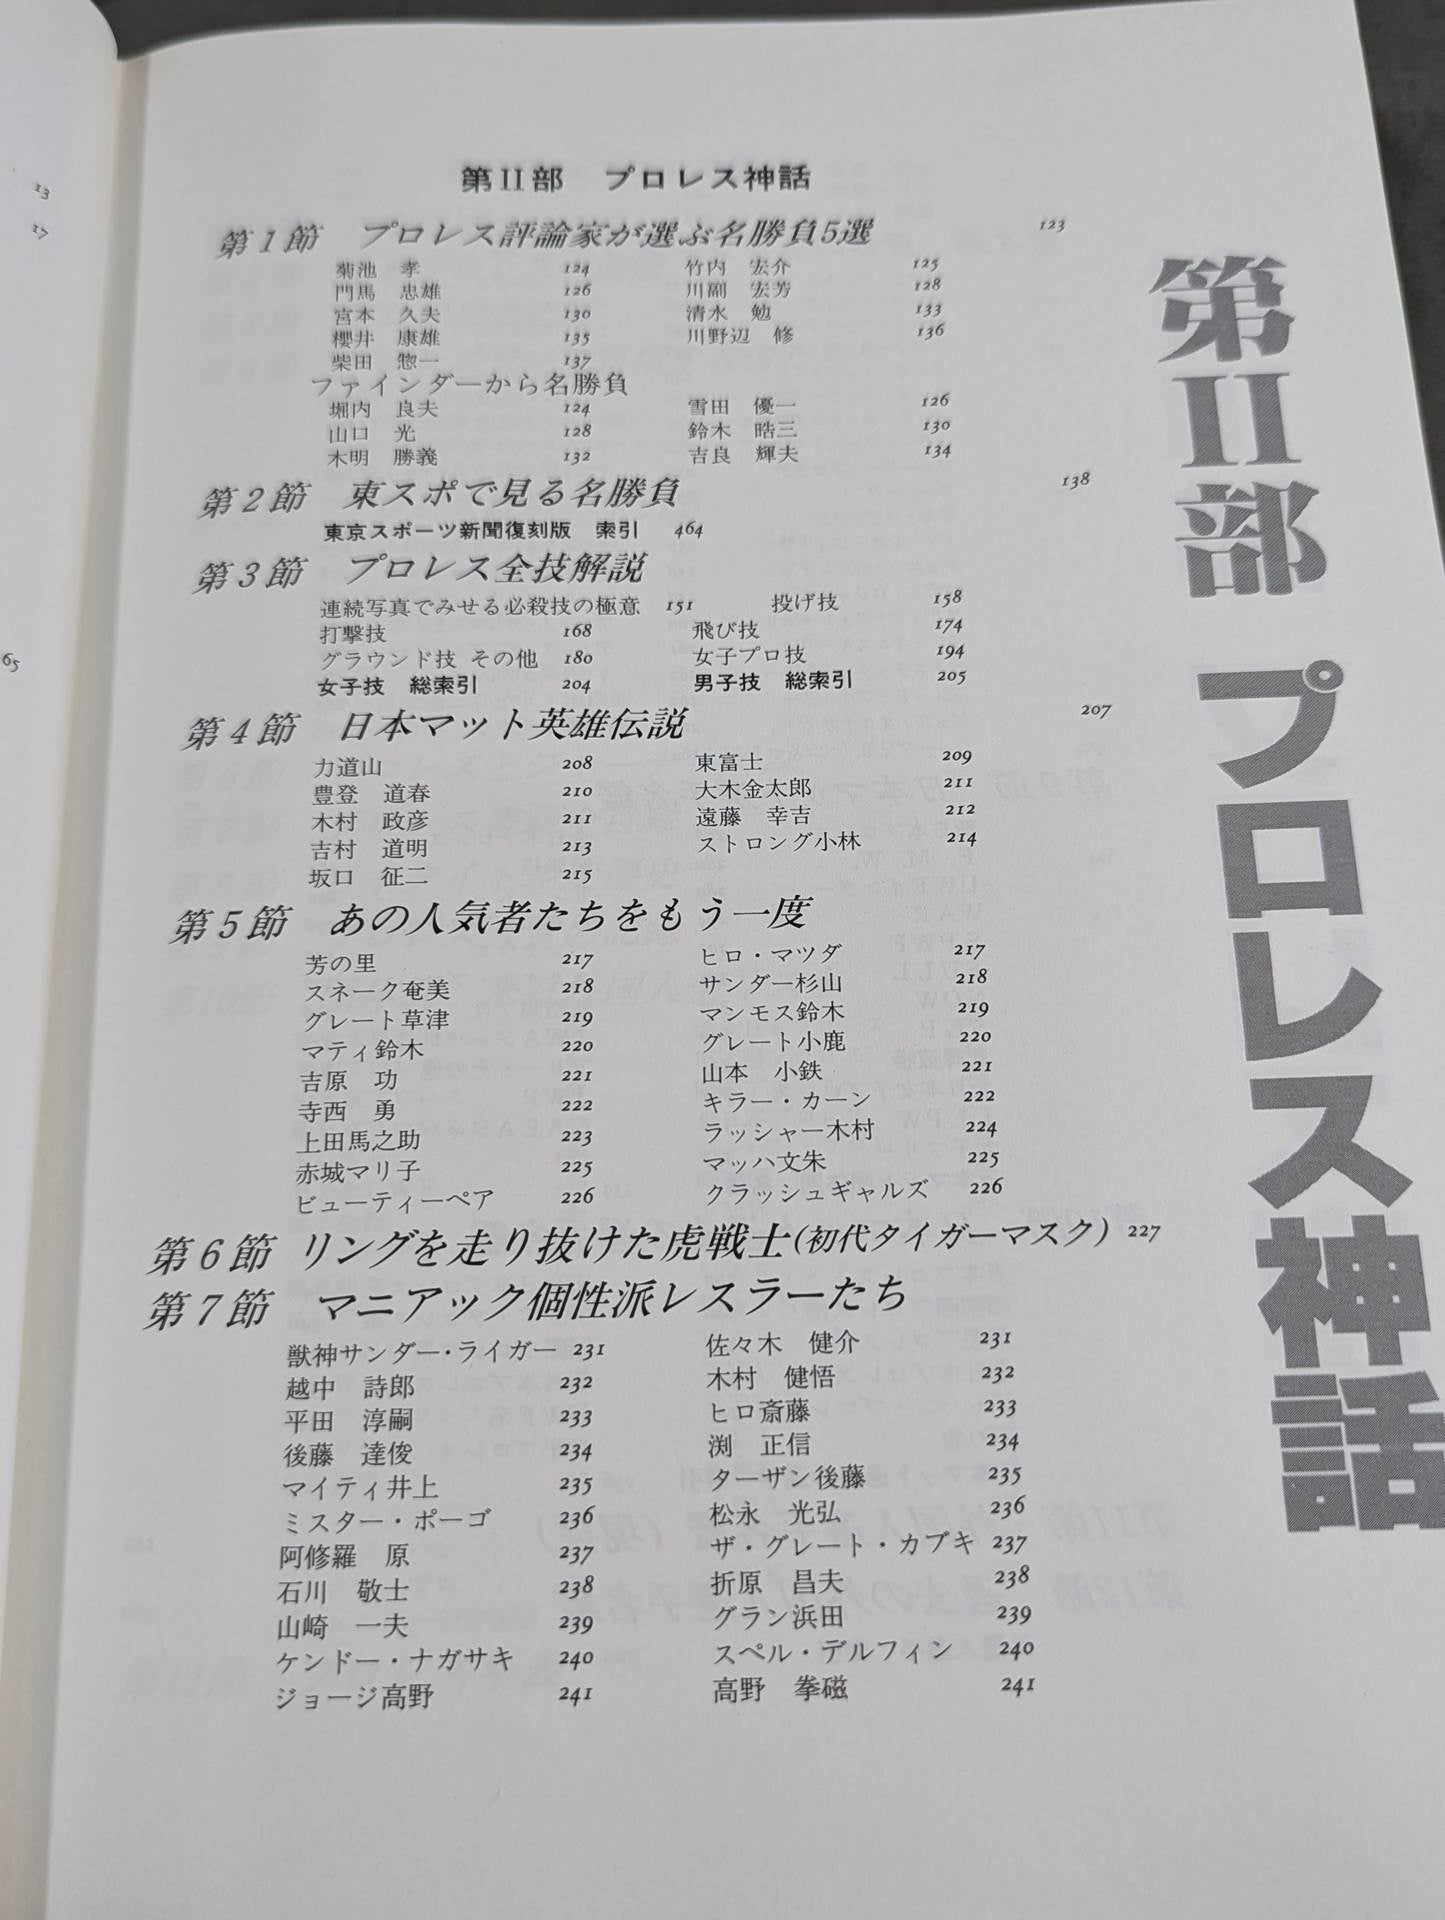 13
17
65
第II部 プロレス神話
第1節 プロレス評論家が選ぶ名勝負5選 123
菊池 孝 124 竹内 宏介 125
門馬 忠雄 126 川副 宏芳 128
宮本 久夫 130 清水 勉 133
櫻井 康雄 135 川野辺 修 136
柴田 惣一 137
ファインダーから名勝負
堀内 良夫 124 雪田 優一 126
山口 光 128 鈴木 晧三 130
木明 勝義 132 吉良 輝夫 134
第2節 東スポで見る名勝負 138
東京スポーツ新聞復刻版 索引 464
第3節 プロレス全技解説
連続写真でみせる必殺技の極意 151 投げ技 158
打撃技 168 飛び技 174
グラウンド技 その他 180 女子プロ技 194
女子技 総索引 204 男子技 総索引 205
第4節 日本マット英雄伝説 207
力道山 208 東富士 209
豊登 道春 210 大木金太郎 211
木村 政彦 211 遠藤 幸吉 212
吉村 道明 213 ストロング小林 214
坂口 征二 215
第5節 あの人気者たちをもう一度
芳の里 217 ヒロ・マツダ 217
スネーク奄美 218 サンダー杉山 218
グレート草津 219 マンモス鈴木 219
マティ鈴木 220 グレート小鹿 220
吉原 功 221 山本 小鉄 221
寺西 勇 222 キラー・カーン 222
上田馬之助 223 ラッシャー木村 224
赤城マリ子 225 マッハ文朱 225
ビューティーペア 226 クラッシュギャルズ 226
第6節 リングを走り抜けた虎戦士(初代タイガーマスク) 227
第7節 マニアック個性派レスラーたち
獣神サンダー・ライガー 231 佐々木 健介 231
越中 詩郎 232 木村 健悟 232
平田 淳嗣 233 ヒロ斎藤 233
後藤 達俊 234 渕 正信 234
マイティ井上 235 ターザン後藤 235
ミスター・ポーゴ 236 松永 光弘 236
阿修羅 原 237 ザ・グレート・カブキ 237
石川 敬士 238 折原 昌夫 238
山崎 一夫 239 グラン浜田 239
ケンドー・ナガサキ 240 スペル・デルフィン 240
ジョージ高野 241 高野 拳磁 241
第II部 プロレス神話